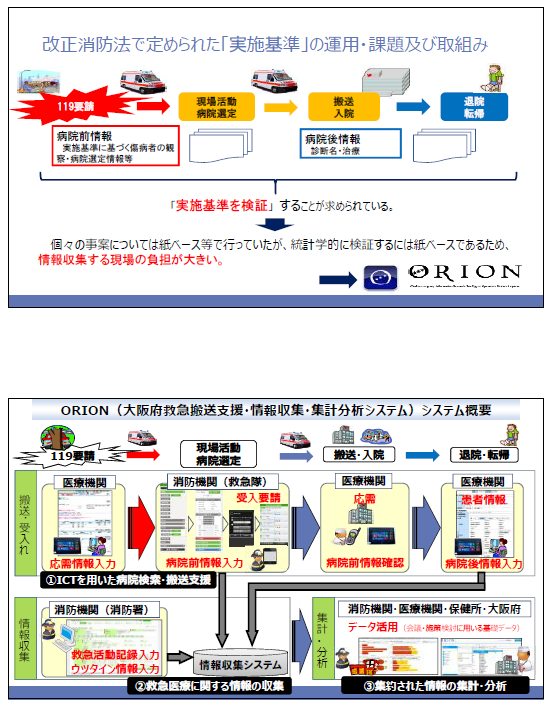 改正消防法で定められた「実施基準」の運用・課題及び取組み
119要請
現場活動
病院選定
搬送
入院
退院
転帰
病院前情報
実施基準に基づく傷病者の観
察・病院選定情報等
病院後情報
診断名・治療
「実施基準を検証」することが求められている。
個々の事案については紙ベース等で行っていたが、統計学的に検証するには紙ベースであるため、
情報収集する現場の負担が大きい。
ORION
ORION（大阪府救急搬送支援・情報収集・集計分析システム）システム概要
119要請
現場活動
病院選定
搬送・入院
退院・転帰
搬送・受入れ
医療機関
応需情報入力
消防機関（救急隊）
受入要請
病院前情報入力
医療機関
応需
病院前情報確認
医療機関
患者情報
病院後情報入力
①ICTを用いた病院検索・搬送支援
情報収集
消防機関（消防署）
救急活動記録入力
ウツタイン情報入力
情報収集システム
②救急医療に関する情報の収集
集計・分析
消防機関・医療機関・保健所・大阪府
データ活用（会議・施策検討に用いる基礎データ）
③集約された情報の集計・分析